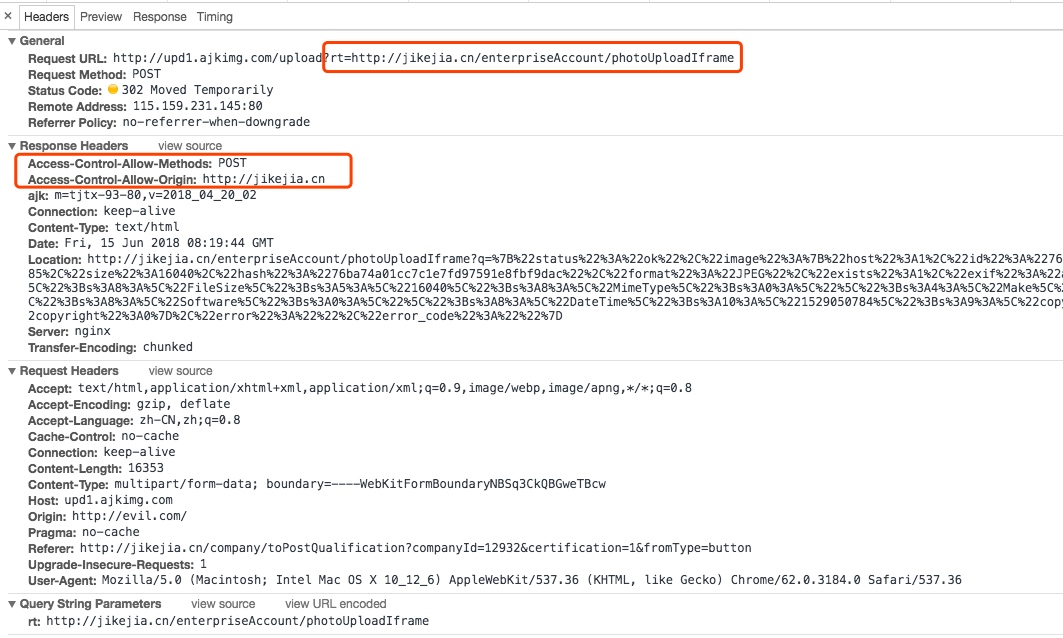 × Headers Preview Response Timing
▼ General
Request URL: http://upd1.ajkimg.com/upload?rt=http://jikejia.cn/enterpriseAccount/photoUploadIframe
Request Method: POST
Status Code: 302 Moved Temporarily
Remote Address: 115.159.231.145:80
Referrer Policy: no-referrer-when-downgrade
▼ Response Headers view source
Access-Control-Allow-Methods: POST
Access-Control-Allow-Origin: http://jikejia.cn
ajk: m=tjtx-93-80,v=2018_04_20_02
Connection: keep-alive
Content-Type: text/html
Date: Fri, 15 Jun 2018 08:19:44 GMT
Location: http://jikejia.cn/enterpriseAccount/photoUploadIframe?q=%7B%22status%22%3A%22ok%22%2C%22image%22%3A%7B%22host%22%3A1%2C%22id%22%3A%2276
85%2C%22size%22%3A16040%2C%22hash%22%3A%2276ba74a01cc7c1e7fd97591e8fbf9dac%22%2C%22format%22%3A%22JPEG%22%2C%22exists%22%3A1%2C%22exif%22%3A%22a
5C%22%3Bs%3A8%3A%5C%22FileSize%5C%22%3Bs%3A5%3A%5C%2216040%5C%22%3Bs%3A8%3A%5C%22MimeType%5C%22%3Bs%3A0%3A%5C%22%5C%22%3Bs%3A4%3A%5C%22Make%5C%2
C%22%3Bs%3A8%3A%5C%22Software%5C%22%3Bs%3A0%3A%5C%22%5C%22%3Bs%3A8%3A%5C%22DateTime%5C%22%3Bs%3A10%3A%5C%221529050784%5C%22%3Bs%3A9%3A%5C%22copy
2copyright%22%3A0%7D%2C%22error%22%3A%22%22%2C%22error_code%22%3A%22%22%7D
Server: nginx
Transfer-Encoding: chunked
▼ Request Headers view source
Accept: text/html,application/xhtml+xml,application/xml;q=0.9,image/webp,image/apng,*/*;q=0.8
Accept-Encoding: gzip, deflate
Accept-Language: zh-CN,zh;q=0.8
Cache-Control: no-cache
Connection: keep-alive
Content-Length: 16353
Content-Type: multipart/form-data; boundary=----WebKitFormBoundaryNBSq3CkQBGweTBcw
Host: upd1.ajkimg.com
Origin: http://evil.com/
Pragma: no-cache
Referer: http://jikejia.cn/company/toPostQualification?companyId=12932&certification=1&fromType=button
Upgrade-Insecure-Requests: 1
User-Agent: Mozilla/5.0 (Macintosh; Intel Mac OS X 10_12_6) AppleWebKit/537.36 (KHTML, like Gecko) Chrome/62.0.3184.0 Safari/537.36
▼ Query String Parameters view source view URL encoded
rt: http://jikejia.cn/enterpriseAccount/photoUploadIframe